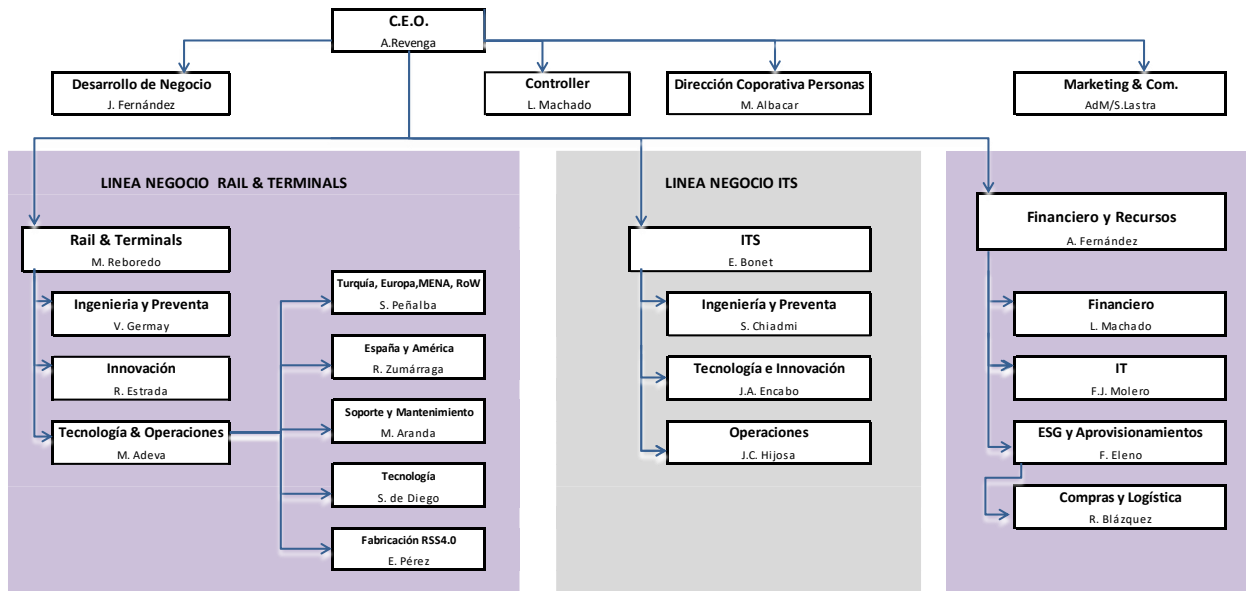 C.E.O.
A.Revenga
Desarrollo de Negocio
J. Fernández
Controller
L. Machado
Dirección Coporativa Personas
M. Albacar
Marketing & Com.
AdM/S.Lastra
LINEA NEGOCIO RAIL & TERMINALS
Rail & Terminals
M. Reboredo
Ingenieria y Preventa
V. Germay
Innovación
R. Estrada
Tecnología & Operaciones
M. Adeva
Turquía, Europa,MENA, RoW
S. Peñalba
España y América
R. Zumárraga
Soporte y Mantenimiento
M. Aranda
Tecnología
S. de Diego
Fabricación RSS4.0
E. Pérez
LINEA NEGOCIO ITS
ITS
E. Bonet
Ingeniería y Preventa
S. Chiadmi
Tecnología e Innovación
J.A. Encabo
Operaciones
J.C. Hijosa
Financiero y Recursos
A. Fernández
Financiero
L. Machado
IT
F.J. Molero
ESG y Aprovisionamientos
F. Eleno
Compras y Logística
R. Blázquez